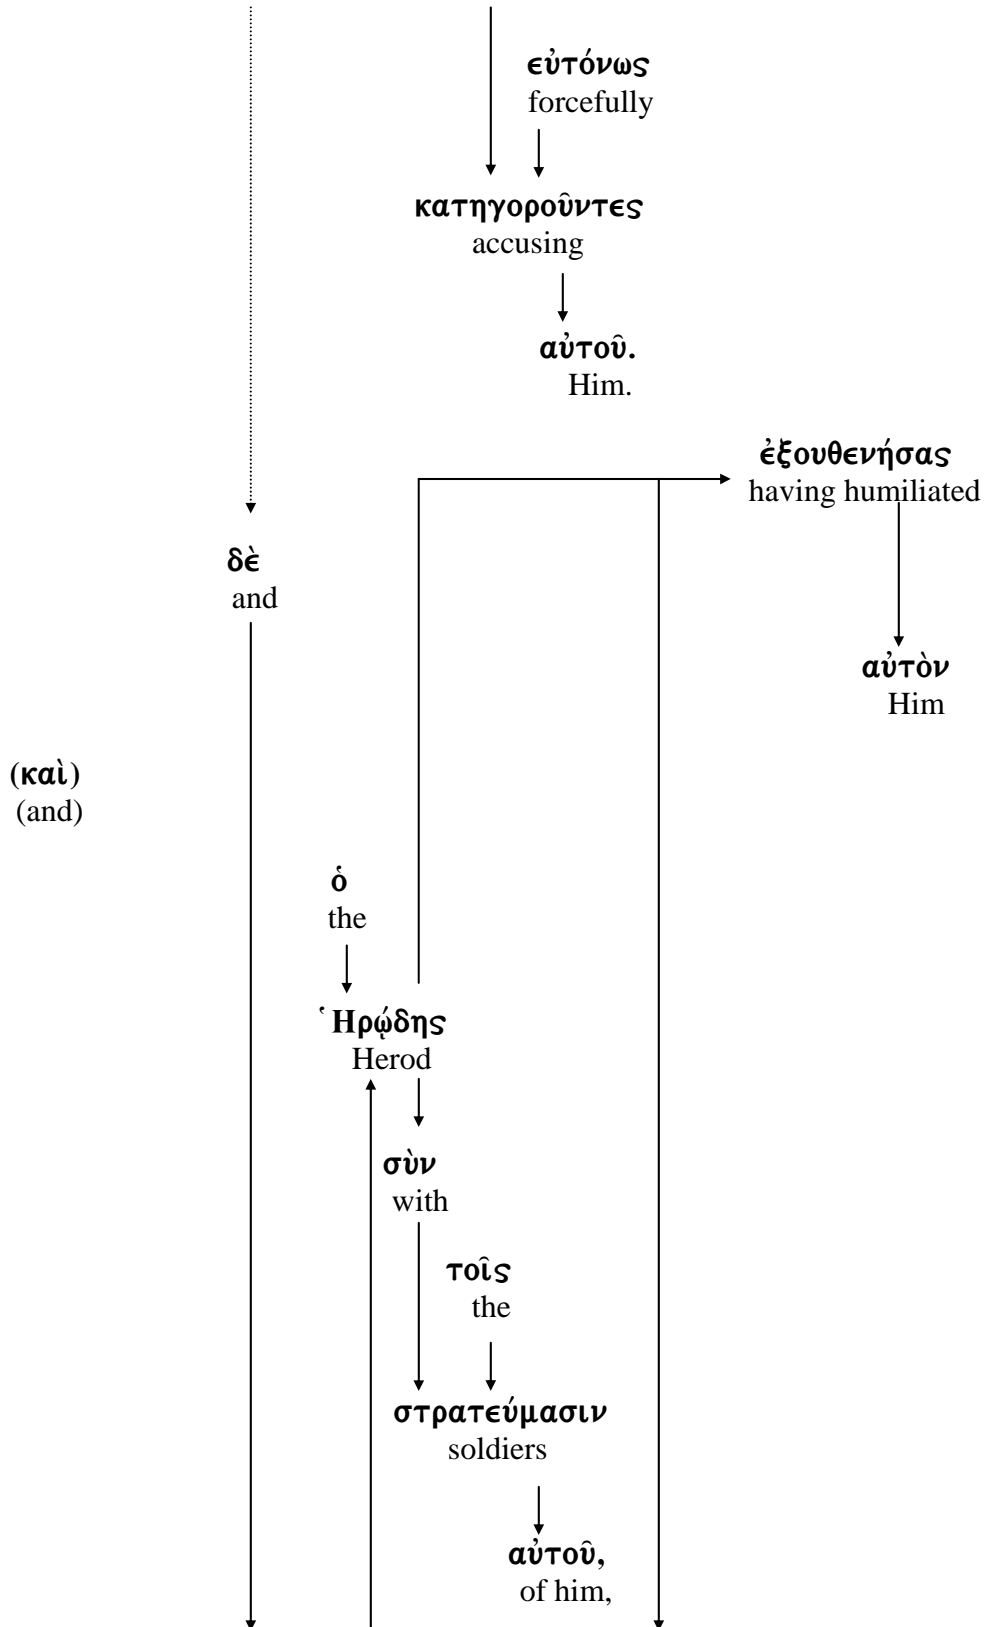 εὐτόνως
forcefully
κατηγοροῦντες
accusing
αὐτοῦ.
Him.
ἐξουθενήσας
having humiliated
δὲ
and
αὐτὸν
Him
(καὶ)
(and)
ὁ
the
Ἡρῴδης
Herod
σὺν
with
τοῖς
the
στρατεύμασιν
soldiers
αὐτοῦ,
of him,